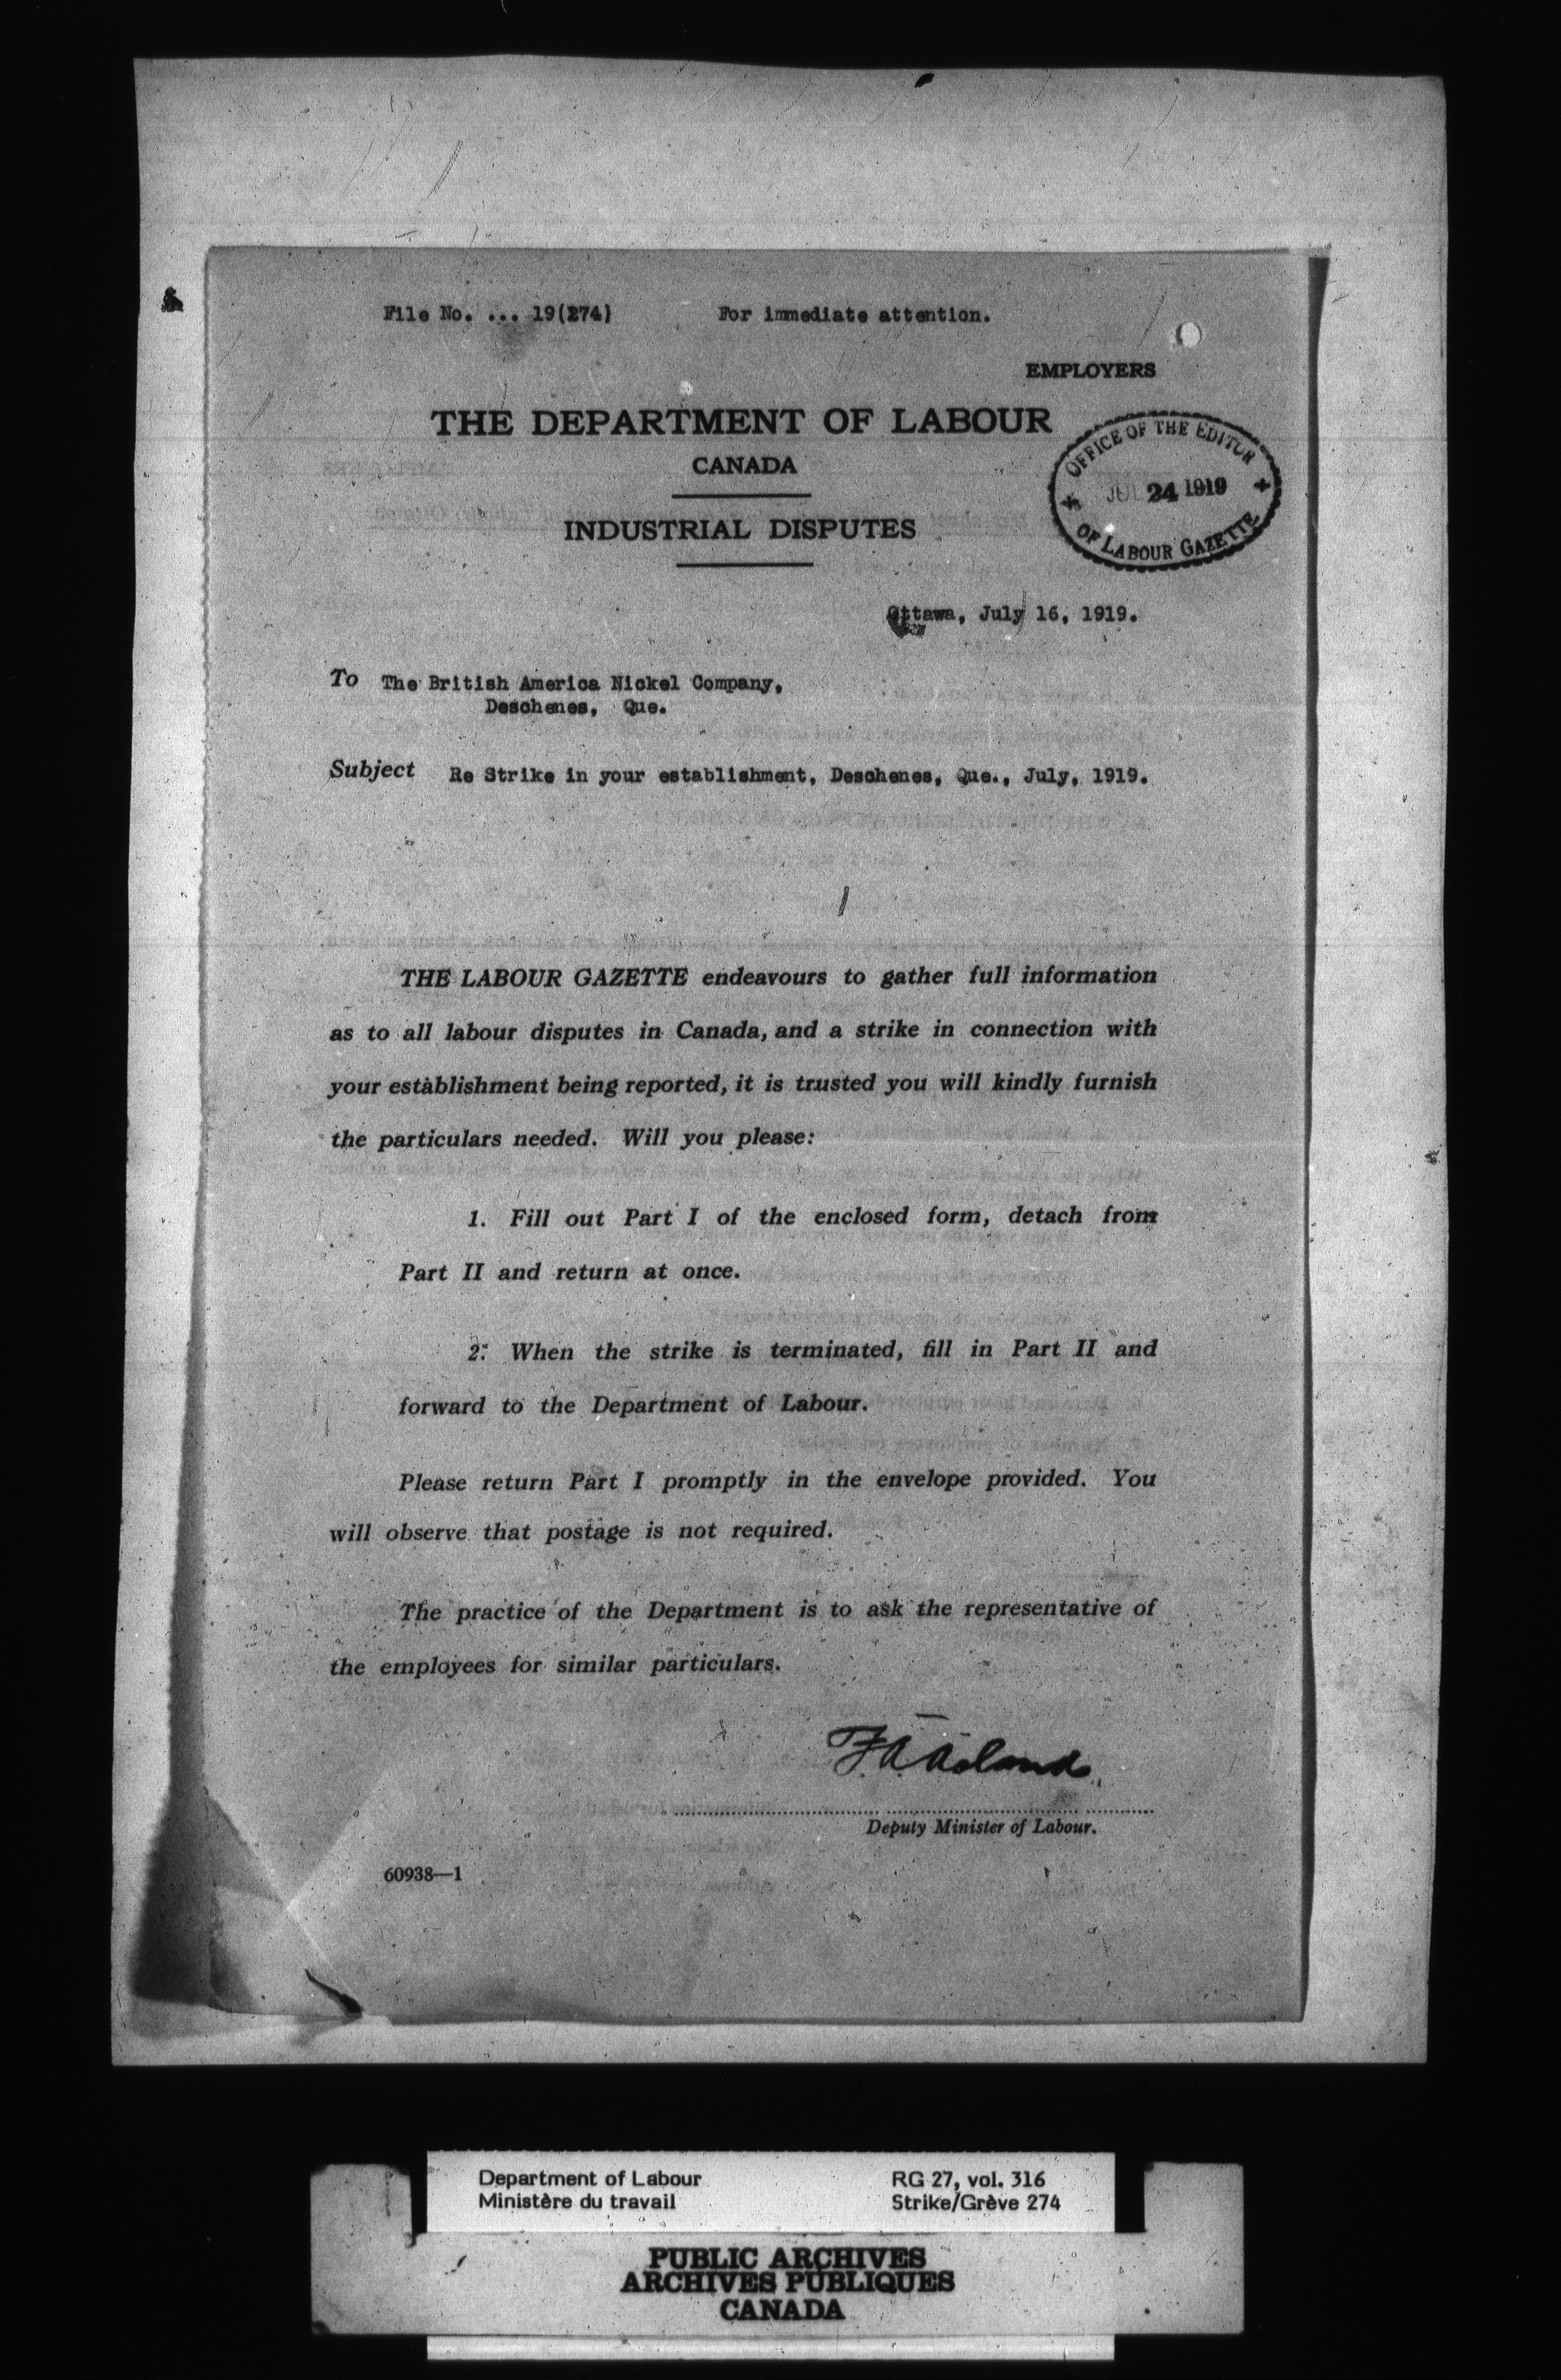 File No. ... 19(274) For immediate attention.
EMPLOYERS
THE DEPARTMENT OF LABOUR
CANADA
INDUSTRIAL DISPUTES
OFFICE OF THE EDITOR
JUL 24 1919
OF LABOUR GAZETTE
Ottawa, July 16, 1919.
To The British America Nickel Company,
Deschenes, Que.
Subject Re Strike in your establishment, Deschenes, Que., July, 1919.
THE LABOUR GAZETTE endeavours to gather full information
as to all labour disputes in Canada, and a strike in connection with
your establishment being reported, it is trusted you will kindly furnish
the particulars needed. Will you please:
1. Fill out Part I of the enclosed form, detach from
Part II and return at once.
2. When the strike is terminated, fill in Part II and
forward to the Department of Labour.
Please return Part I promptly in the envelope provided. You
will observe that postage is not required.
The practice of the Department is to ask the representative of
the employees for similar particulars.
F.A. Acland
Deputy Minister of Labour.
60938—1
Department of Labour RG 27, vol. 316
Ministère du travail Strike/Grève 274
PUBLIC ARCHIVES
ARCHIVES PUBLIQUES
CANADA